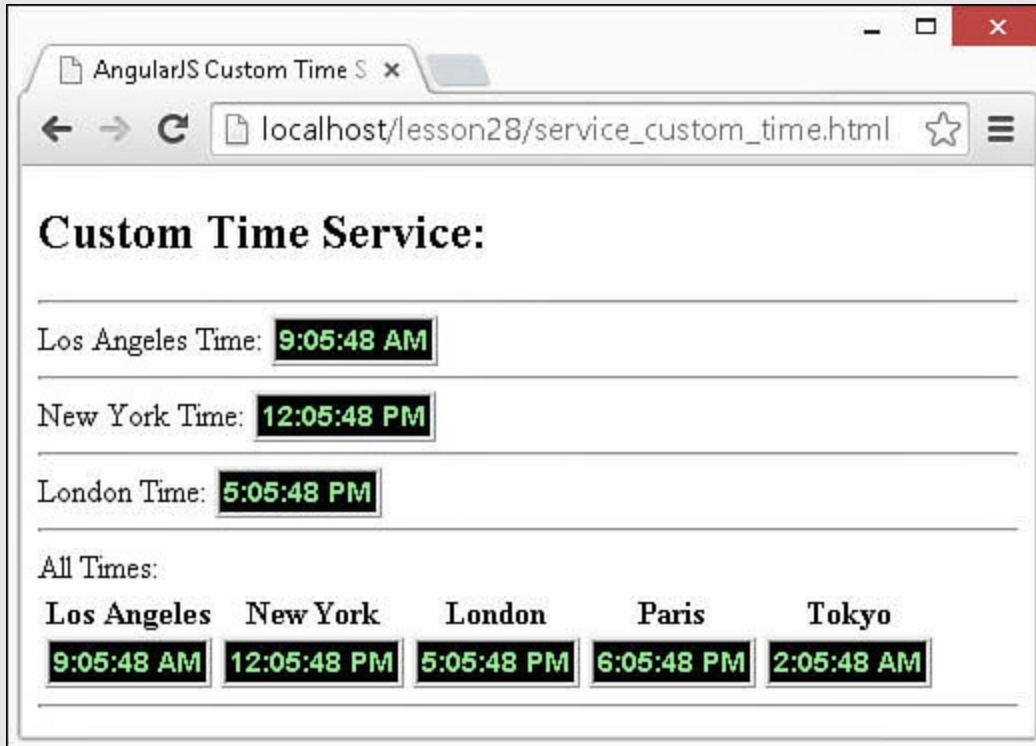 AngularJS Custom Time S
localhost/lesson28/service_custom_time.html
Custom Time Service:
Los Angeles Time: 9:05:48 AM
New York Time: 12:05:48 PM
London Time: 5:05:48 PM
All Times:
Los Angeles New York London Paris Tokyo
9:05:48 AM 12:05:48 PM 5:05:48 PM 6:05:48 PM 2:05:48 AM